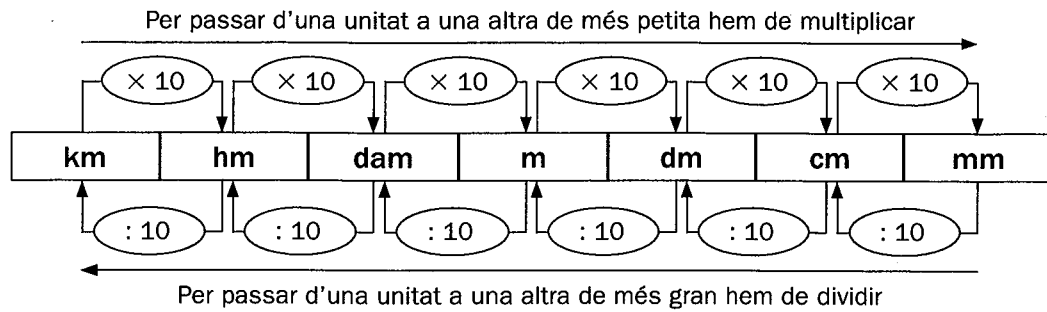 Per passar d'una unitat a una altra de més petita hem de multiplicar
× 10 × 10 × 10 × 10 × 10 × 10
km hm dam m dm cm mm
: 10 : 10 : 10 : 10 : 10 : 10
Per passar d'una unitat a una altra de més gran hem de dividir